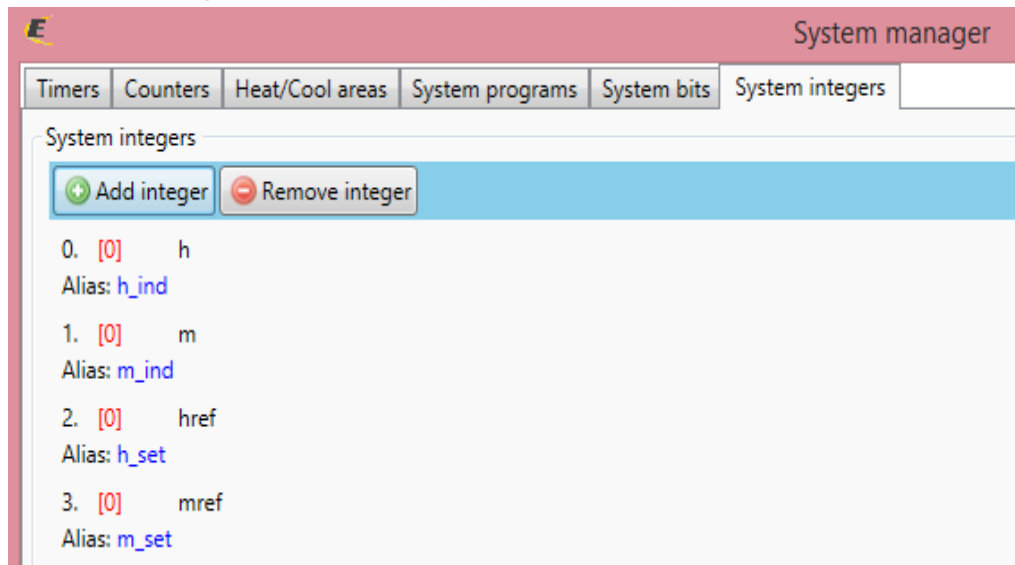 System manager
Timers Counters Heat/Cool areas System programs System bits System integers
System integers
Add integer Remove integer
0. [0] h
Alias: h_ind
1. [0] m
Alias: m_ind
2. [0] href
Alias: h_set
3. [0] mref
Alias: m_set